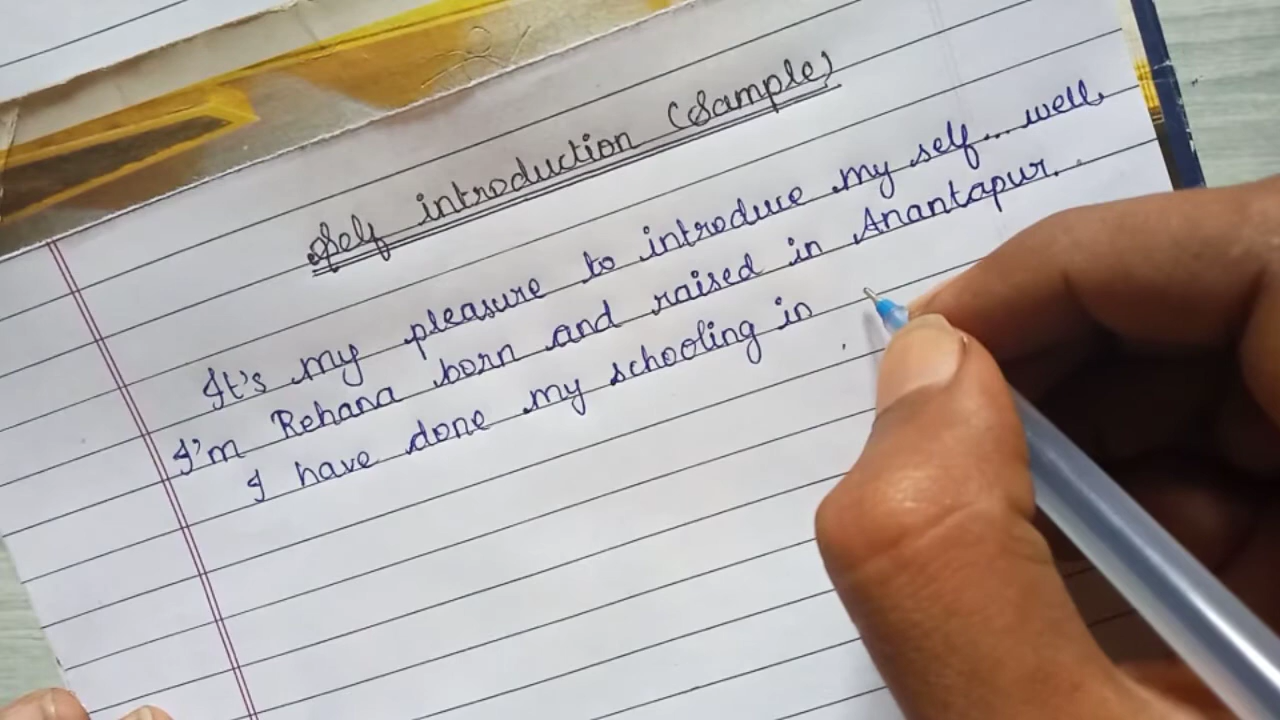 Self introduction (Sample)
It's my pleasure to introduce my self... well
I'm Rehana born and raised in Anantapur.
I have done my schooling in